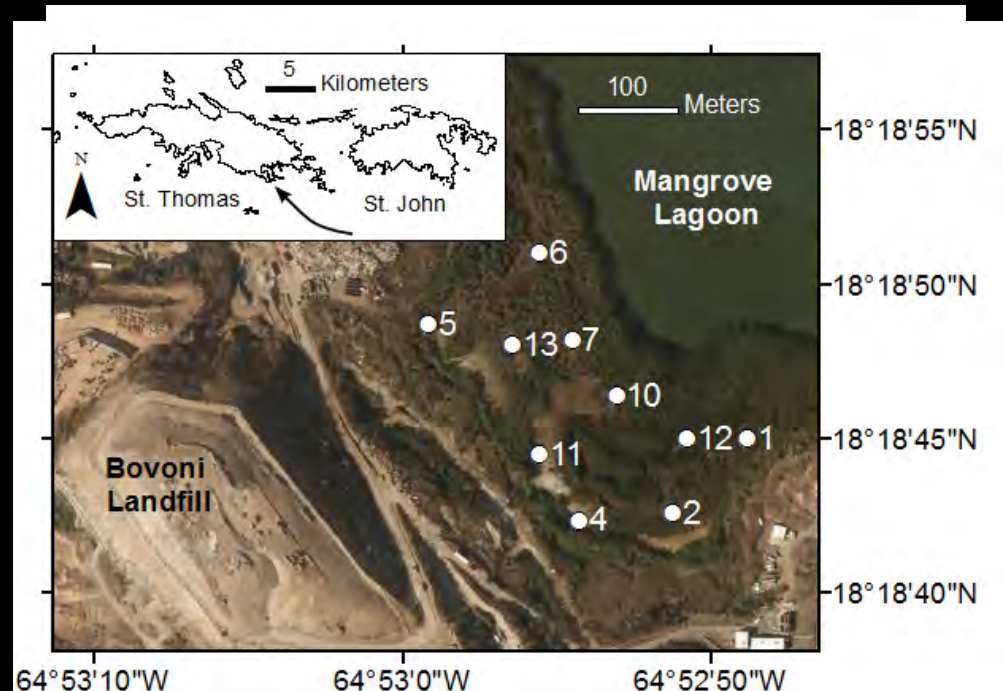 5
Kilometers
N
St. Thomas
St. John
100
Meters
Mangrove
Lagoon
6
5
13
7
10
12
1
11
2
4
Bovoni
Landfill
18°18'55"N
18°18'50"N
18°18'45"N
18°18'40"N
64°53'10"W
64°53'0"W
64°52'50"W